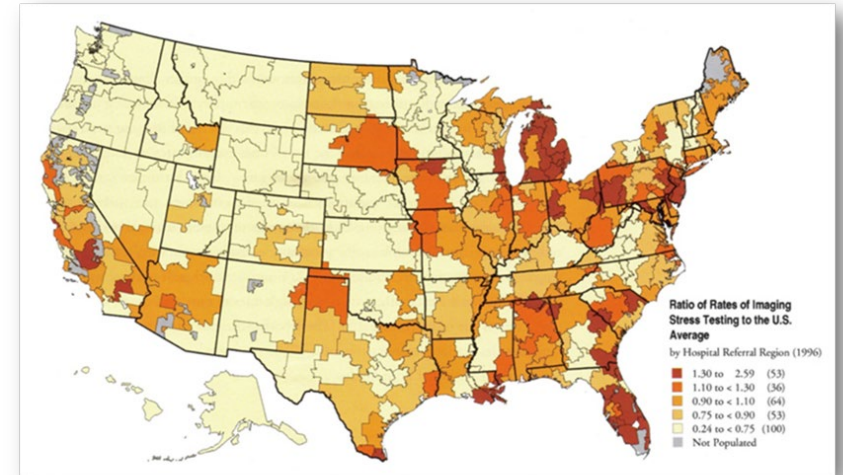 Ratio of Rates of Imaging
Stress Testing to the U.S.
Average
by Hospital Referral Region (1996)
1.30 to 2.59 (53)
1.10 to < 1.30 (36)
0.90 to < 1.10 (64)
0.75 to < 0.90 (53)
0.24 to < 0.75 (100)
Not Populated